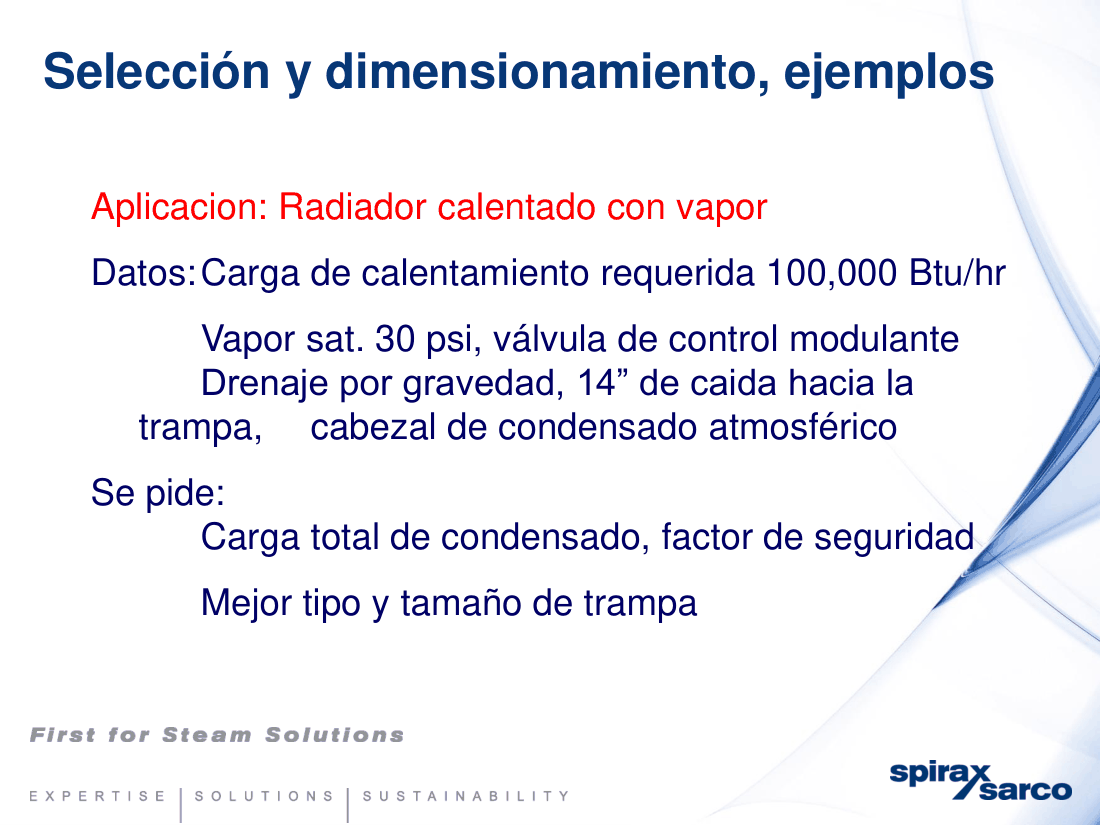 Selección y dimensionamiento, ejemplos
Aplicacion: Radiador calentado con vapor
Datos: Carga de calentamiento requerida 100,000 Btu/hr
Vapor sat. 30 psi, válvula de control modulante
Drenaje por gravedad, 14” de caida hacia la
trampa, cabezal de condensado atmosférico
Se pide:
Carga total de condensado, factor de seguridad
Mejor tipo y tamaño de trampa
First for Steam Solutions
EXPERTISE SOLUTIONS SUSTAINABILITY
spirax
sarco